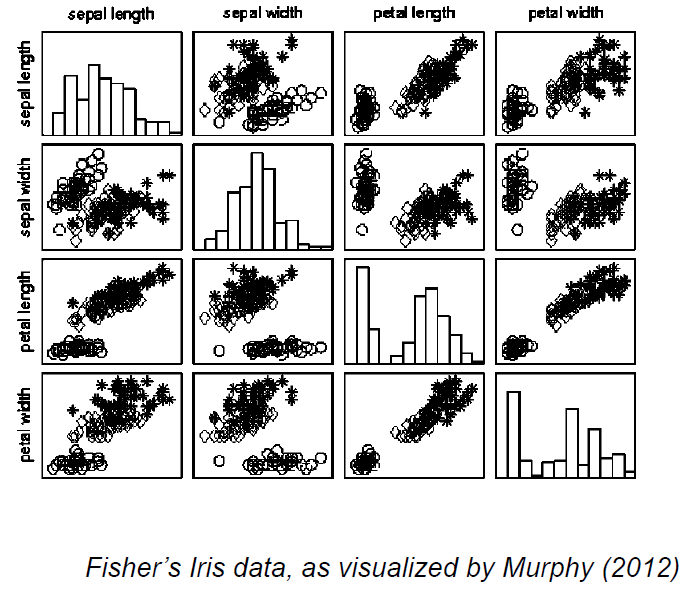 sepal length sepal width petal length petal width
sepal length
sepal width
petal length
petal width
Fisher's Iris data, as visualized by Murphy (2012)